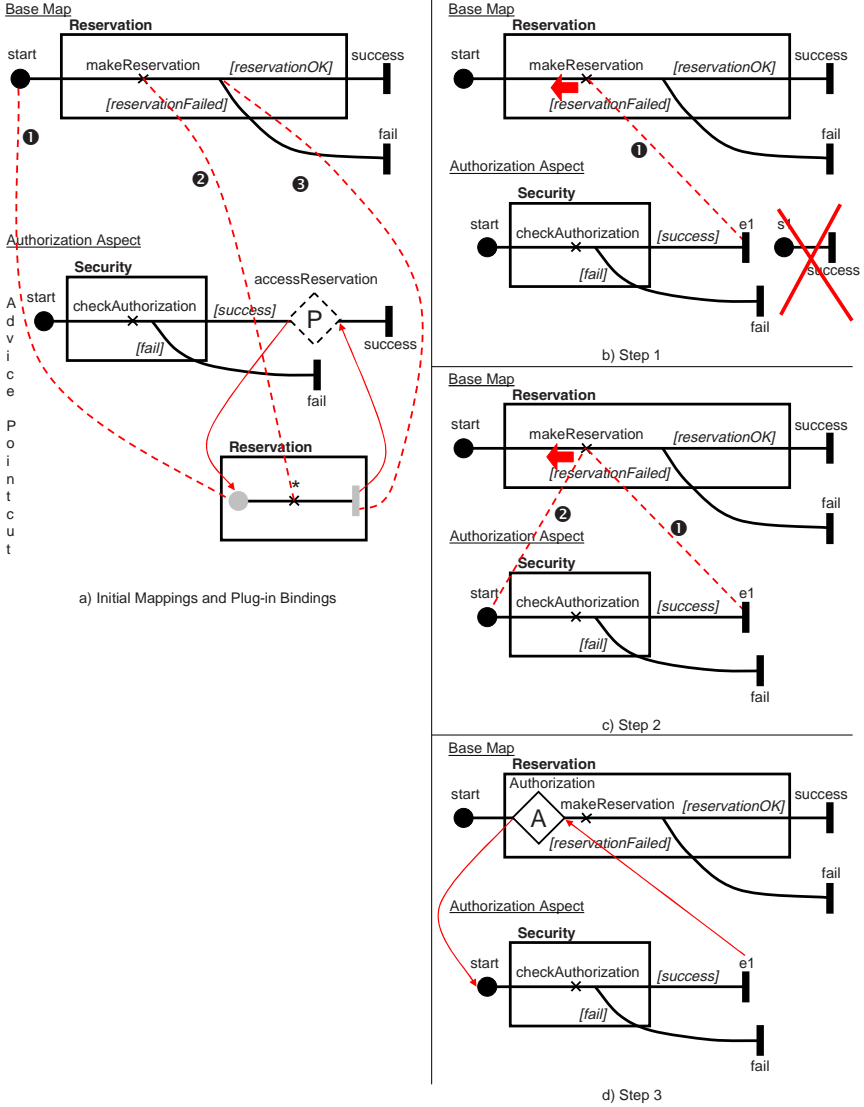 Base Map
Reservation
start
makeReservation
[reservationOK]
success
[reservationFailed]
fail
❶
❷
❸
Authorization Aspect
Security
accessReservation
start
checkAuthorization
[success]
P
success
[fail]
fail
Advice Pointcut
Reservation
*
a) Initial Mappings and Plug-in Bindings
Base Map
Reservation
start
makeReservation
[reservationOK]
success
[reservationFailed]
fail
❶
Authorization Aspect
Security
start
checkAuthorization
[success]
e1
s1
success
[fail]
fail
b) Step 1
Base Map
Reservation
start
makeReservation
[reservationOK]
success
[reservationFailed]
fail
❷
❶
Authorization Aspect
Security
start
checkAuthorization
[success]
e1
[fail]
fail
c) Step 2
Base Map
Reservation
Authorization
start
A
makeReservation
[reservationOK]
success
[reservationFailed]
fail
Authorization Aspect
Security
start
checkAuthorization
[success]
e1
[fail]
fail
d) Step 3